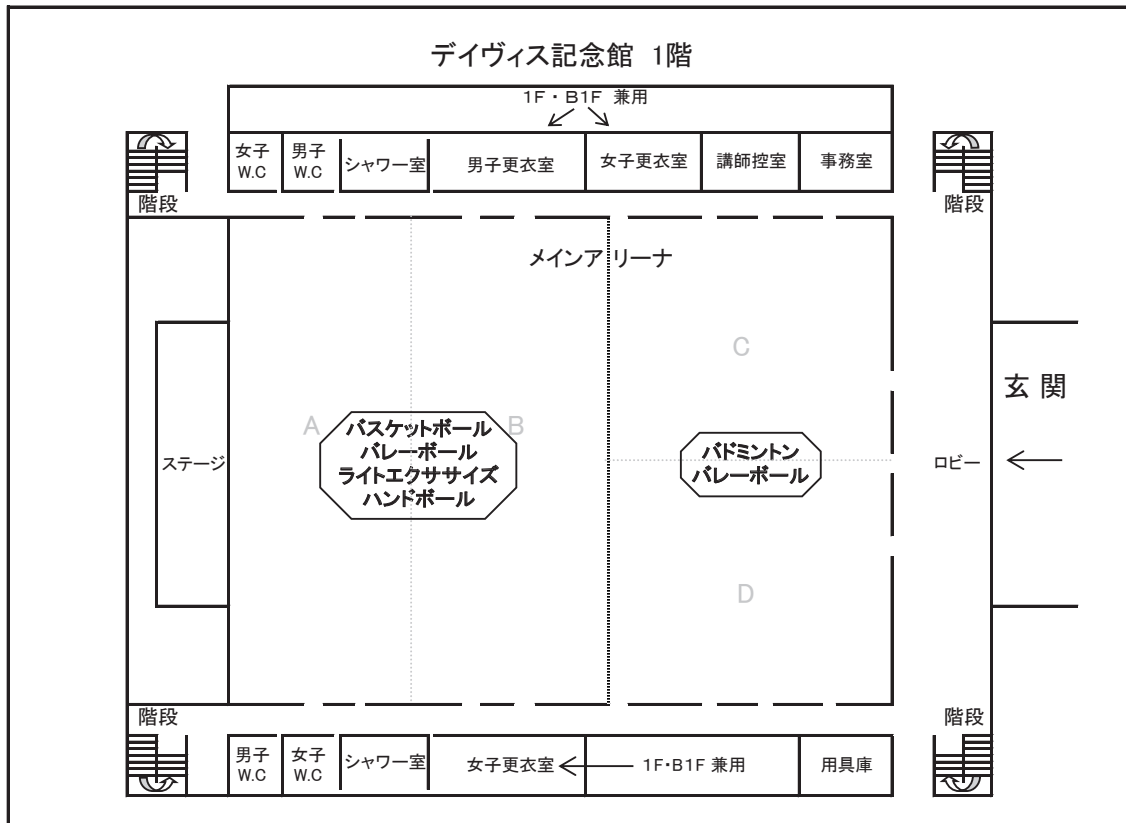 デイヴィス記念館 1階
1F・B1F 兼用
女子
W.C
男子
W.C
シャワー室
男子更衣室
女子更衣室
講師控室
事務室
階段
階段
メインアリーナ
C
玄関
A
B
バスケットボール
バレーボール
ライトエクササイズ
ハンドボール
バドミントン
バレーボール
ステージ
ロビー
D
階段
階段
男子
W.C
女子
W.C
シャワー室
女子更衣室
1F・B1F 兼用
用具庫